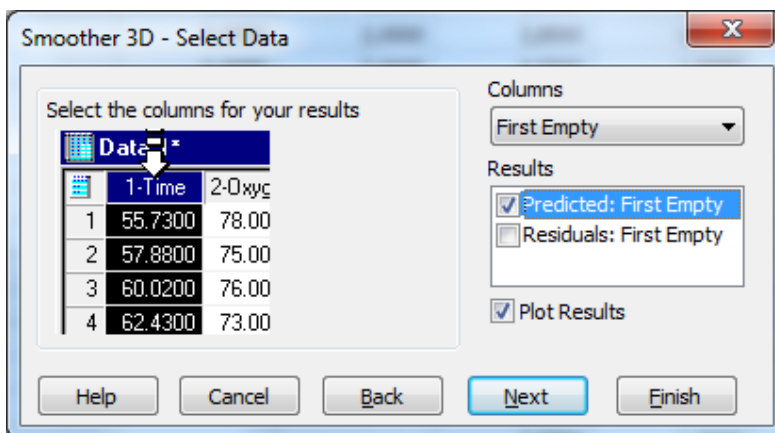 Smoother 3D - Select Data
Select the columns for your results
1-Time 2-Oxyg
1 55.7300 78.00
2 57.8800 75.00
3 60.0200 76.00
4 62.4300 73.00
Columns
First Empty
Results
Predicted: First Empty
Residuals: First Empty
Plot Results
Help Cancel Back Next Finish